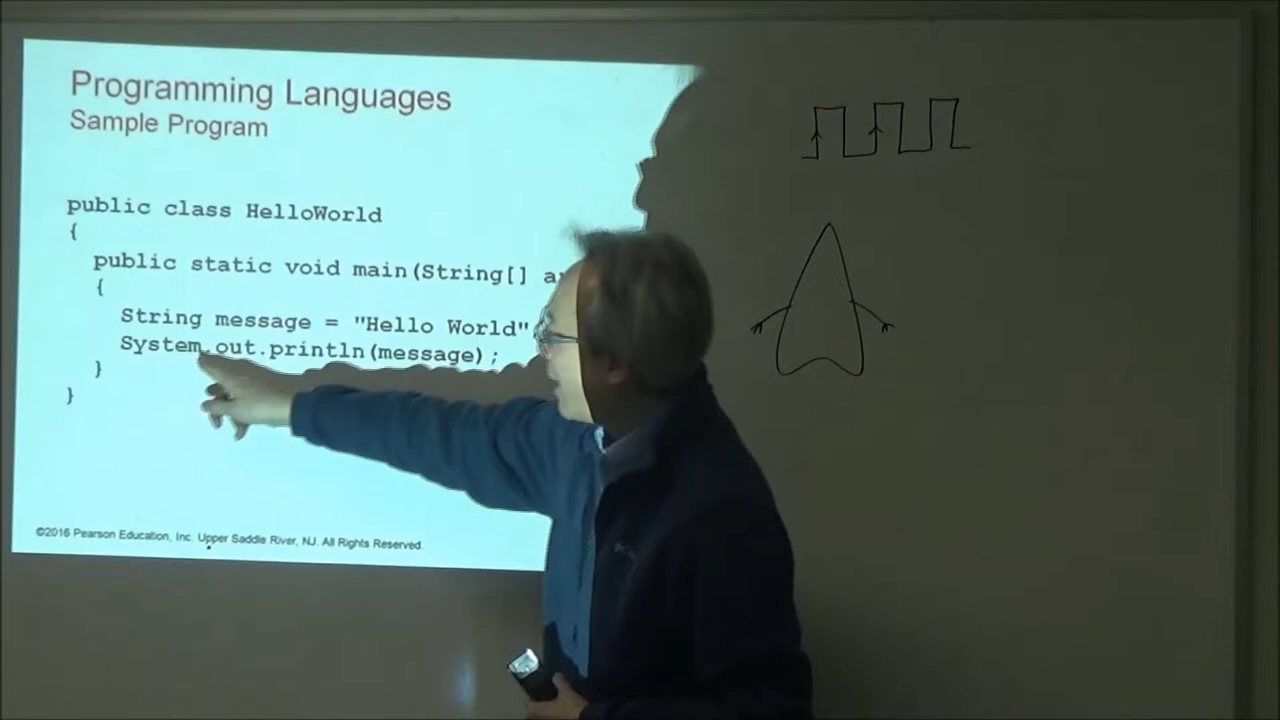 Programming Languages
Sample Program
public class HelloWorld
{
public static void main(String[]
{
String message = "Hello World"
System.out.println(message);
}
}
©2016 Pearson Education, Inc. Upper Saddle River, NJ. All Rights Reserved.